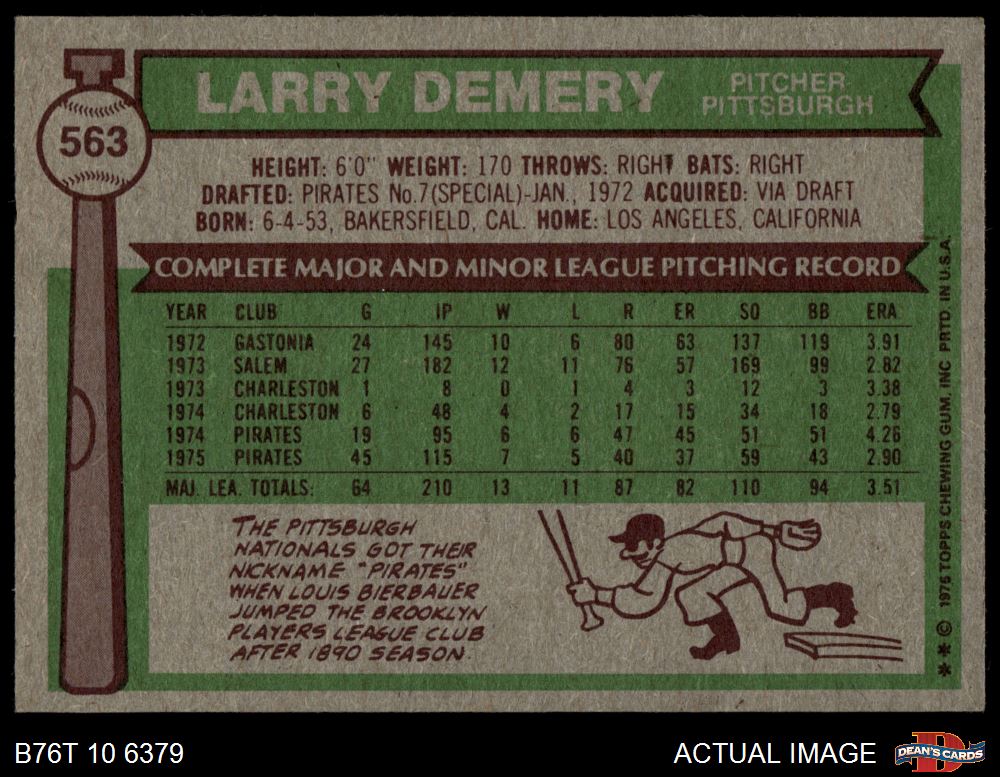 563
LARRY DEMERY
PITCHER
PITTSBURGH
HEIGHT: 6'0" WEIGHT: 170 THROWS: RIGHT BATS: RIGHT
DRAFTED: PIRATES No.7(SPECIAL)-JAN., 1972 ACQUIRED: VIA DRAFT
BORN: 6-4-53, BAKERSFIELD, CAL. HOME: LOS ANGELES, CALIFORNIA
COMPLETE MAJOR AND MINOR LEAGUE PITCHING RECORD
YEAR CLUB G IP W L R ER SO BB ERA
1972 GASTONIA 24 145 10 6 80 63 137 119 3.91
1973 SALEM 27 182 12 11 76 57 169 99 2.82
1973 CHARLESTON 1 8 0 1 4 3 12 3 3.38
1974 CHARLESTON 6 48 4 2 17 15 34 18 2.79
1974 PIRATES 19 95 6 6 47 45 51 51 4.26
1975 PIRATES 45 115 7 5 40 37 59 43 2.90
MAJ. LEA. TOTALS: 64 210 13 11 87 82 110 94 3.51
THE PITTSBURGH
NATIONALS GOT THEIR
NICKNAME "PIRATES"
WHEN LOUIS BIERBAUER
JUMPED THE BROOKLYN
PLAYERS LEAGUE CLUB
AFTER 1890 SEASON.
* * © 1976 TOPPS CHEWING GUM, INC PRTD. IN U.S.A.
B76T 10 6379
ACTUAL IMAGE
D
DEAN'S CARDS